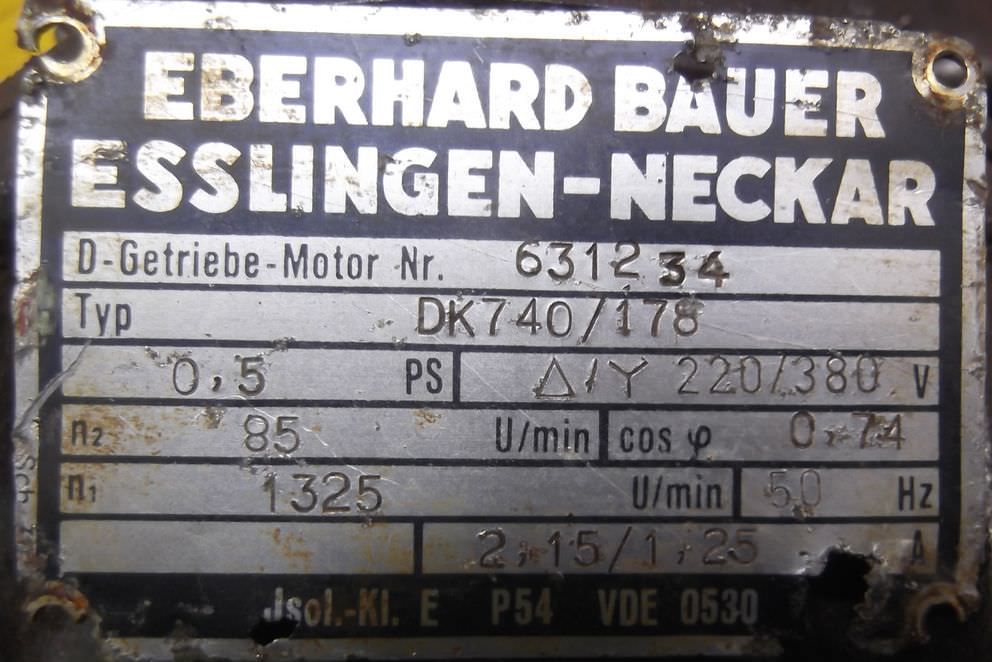 EBERHARD BAUER
ESSLINGEN-NECKAR
D-Getriebe-Motor Nr. 631234
Typ DK740/178
0,5 PS Δ/Y 220/380 V
n₂ 85 U/min cos φ 0,74
n₁ 1325 U/min 50 Hz
2,15/1,25 A
Jsol.-Kl. E P54 VDE 0530